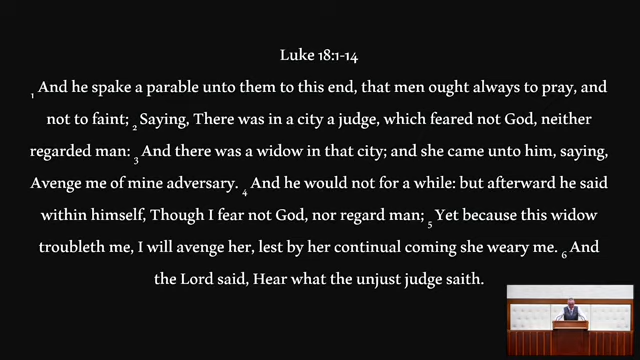 Luke 18:1-14
1 And he spake a parable unto them to this end, that men ought always to pray, and
not to faint; 2 Saying, There was in a city a judge, which feared not God, neither
regarded man: 3 And there was a widow in that city; and she came unto him, saying,
Avenge me of mine adversary. 4 And he would not for a while: but afterward he said
within himself, Though I fear not God, nor regard man; 5 Yet because this widow
troubleth me, I will avenge her, lest by her continual coming she weary me. 6 And
the Lord said, Hear what the unjust judge saith.